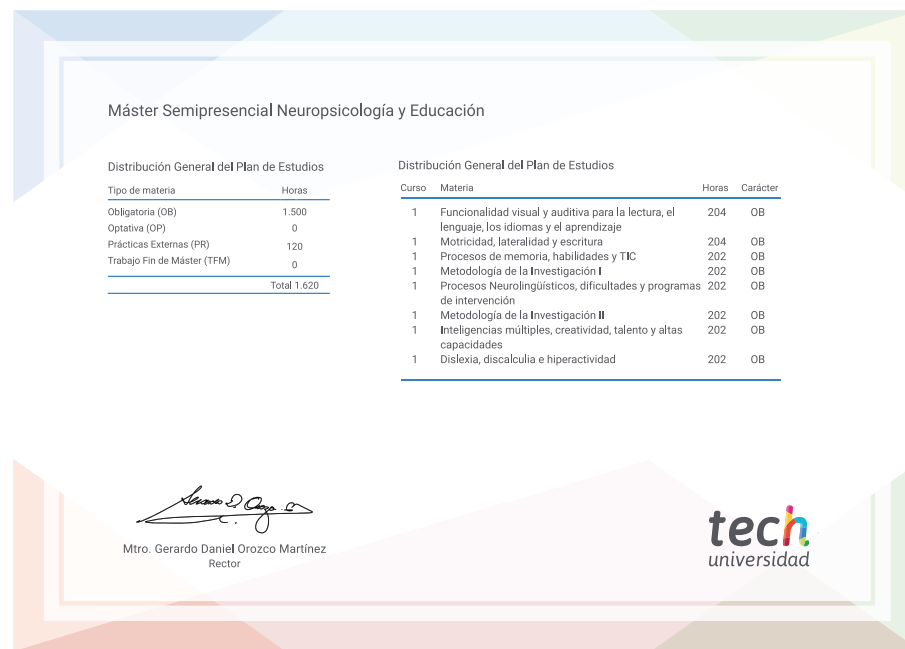 Máster Semipresencial Neuropsicología y Educación
Distribución General del Plan de Estudios
Tipo de materia Horas
Obligatoria (OB) 1.500
Optativa (OP) 0
Prácticas Externas (PR) 120
Trabajo Fin de Máster (TFM) 0
Total 1.620
Distribución General del Plan de Estudios
Curso Materia Horas Carácter
1 Funcionalidad visual y auditiva para la lectura, el 204 OB
lenguaje, los idiomas y el aprendizaje
1 Motricidad, lateralidad y escritura 204 OB
1 Procesos de memoria, habilidades y TIC 202 OB
1 Metodología de la Investigación I 202 OB
1 Procesos Neurolingüísticos, dificultades y programas 202 OB
de intervención
1 Metodología de la Investigación II 202 OB
1 Inteligencias múltiples, creatividad, talento y altas 202 OB
capacidades
1 Dislexia, discalculia e hiperactividad 202 OB
Mtro. Gerardo Daniel Orozco Martínez
Rector
tech
universidad